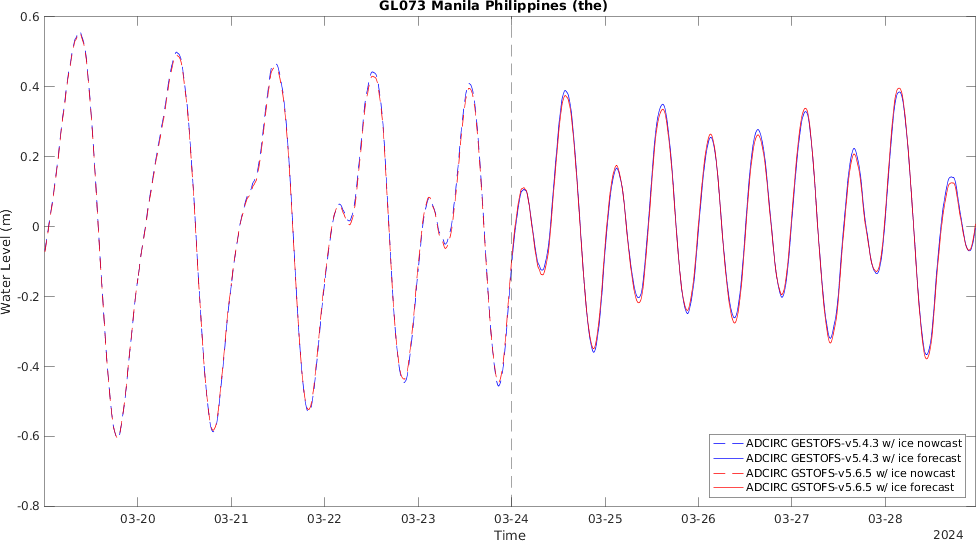 GL073 Manila Philippines (the)
0.6
0.4
0.2
0
-0.2
-0.4
-0.6
-0.8
Water Level (m)
ADCIRC GESTOFS-v5.4.3 w/ ice nowcast
ADCIRC GESTOFS-v5.4.3 w/ ice forecast
ADCIRC GSTOFS-v5.6.5 w/ ice nowcast
ADCIRC GSTOFS-v5.6.5 w/ ice forecast
03-20 03-21 03-22 03-23 03-24 03-25 03-26 03-27 03-28
Time
2024